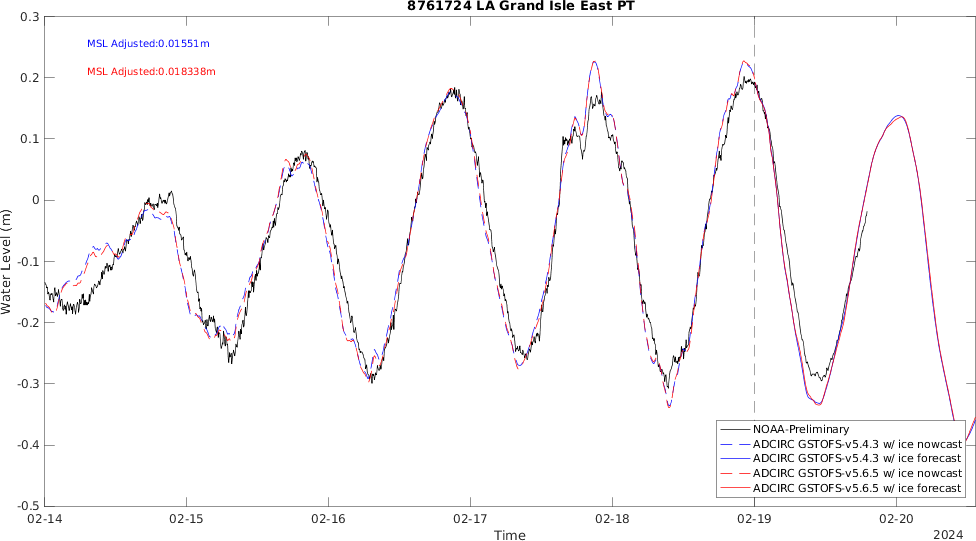 8761724 LA Grand Isle East PT
0.3
MSL Adjusted:0.01551m
MSL Adjusted:0.018338m
0.2
0.1
0
-0.1
-0.2
-0.3
-0.4
-0.5
Water Level (m)
NOAA-Preliminary
ADCIRC GSTOFS-v5.4.3 w/ ice nowcast
ADCIRC GSTOFS-v5.4.3 w/ ice forecast
ADCIRC GSTOFS-v5.6.5 w/ ice nowcast
ADCIRC GSTOFS-v5.6.5 w/ ice forecast
02-14 02-15 02-16 02-17 02-18 02-19 02-20
Time
2024